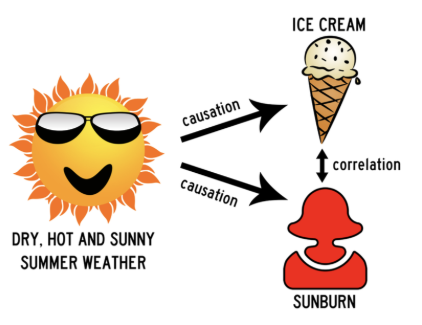 ICE CREAM
causation
correlation
causation
DRY, HOT AND SUNNY
SUMMER WEATHER
SUNBURN